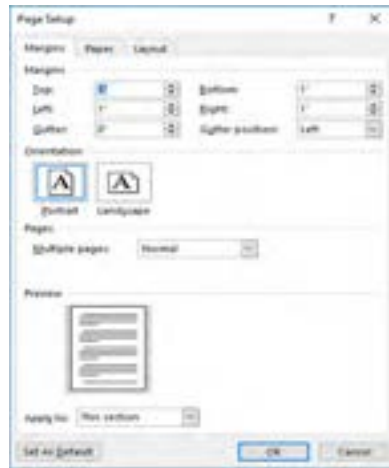 Page Setup ? ×
Margins Paper Layout
Margins
Top: Bottom: 1"
Left: 1" Right: 1"
Gutter: 0" Gutter position: Left
Orientation
A A
Portrait Landscape
Pages
Multiple pages: Normal
Preview
Apply to: This section
Set As Default OK Cancel